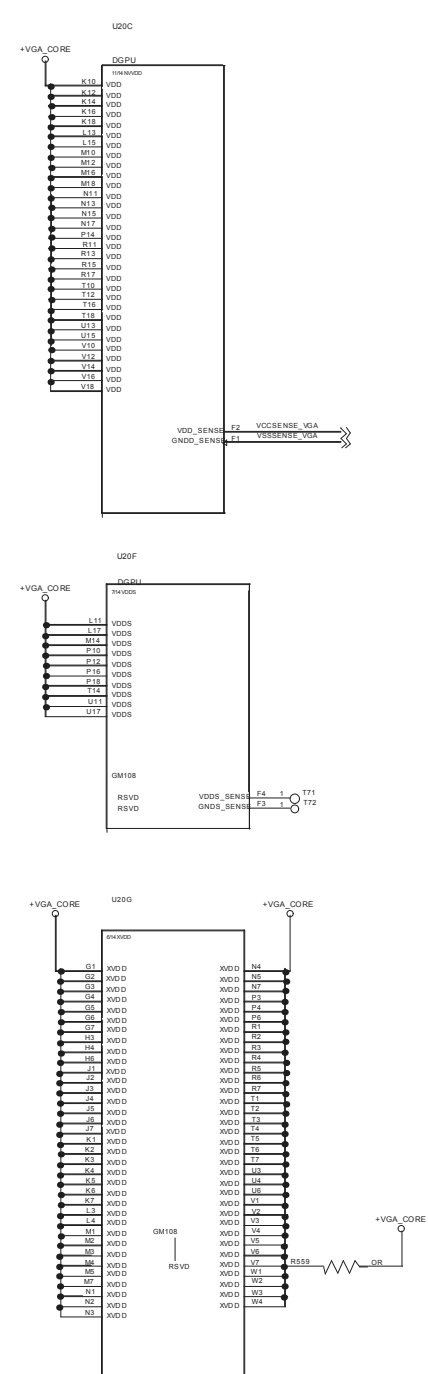 U20C
+VGA_CORE
DGPU
11/14 NVVDD
K10 VDD
K12 VDD
K14 VDD
K16 VDD
K18 VDD
L13 VDD
L15 VDD
M10 VDD
M12 VDD
M16 VDD
M18 VDD
N11 VDD
N13 VDD
N15 VDD
N17 VDD
P14 VDD
R11 VDD
R13 VDD
R15 VDD
R17 VDD
T10 VDD
T12 VDD
T16 VDD
T18 VDD
U13 VDD
U15 VDD
V10 VDD
V12 VDD
V14 VDD
V16 VDD
V18 VDD
VDD_SENSE F2 VCCSENSE_VGA
GNDD_SENSE F1 VSSSENSE_VGA
U20F
+VGA_CORE
DGPU
7/14 VDDS
L11 VDDS
L17 VDDS
M14 VDDS
P10 VDDS
P12 VDDS
P16 VDDS
P18 VDDS
T14 VDDS
U11 VDDS
U17 VDDS
GM108
RSVD VDDS_SENSE F4 1 T71
RSVD GNDS_SENSE F3 1 T72
+VGA_CORE U20G +VGA_CORE
6/14 XVDD
G1 XVDD XVDD N4
G2 XVDD XVDD N5
G3 XVDD XVDD N7
G4 XVDD XVDD P3
G5 XVDD XVDD P4
G6 XVDD XVDD P6
G7 XVDD XVDD R1
H3 XVDD XVDD R2
H4 XVDD XVDD R3
H6 XVDD XVDD R4
J1 XVDD XVDD R5
J2 XVDD XVDD R6
J3 XVDD XVDD R7
J4 XVDD XVDD T1
J5 XVDD XVDD T2
J6 XVDD XVDD T3
J7 XVDD XVDD T4
K1 XVDD XVDD T5
K2 XVDD XVDD T6
K3 XVDD XVDD T7
K4 XVDD XVDD U3
K5 XVDD XVDD U4
K6 XVDD XVDD U6
K7 XVDD XVDD V1
L3 XVDD XVDD V2
L4 XVDD XVDD V3
M1 XVDD GM108 XVDD V4
M2 XVDD XVDD V5
M3 XVDD XVDD V6
M4 XVDD RSVD XVDD V7 R559 OR +VGA_CORE
M5 XVDD XVDD W1
M7 XVDD XVDD W2
N1 XVDD XVDD W3
N2 XVDD XVDD W4
N3 XVDD